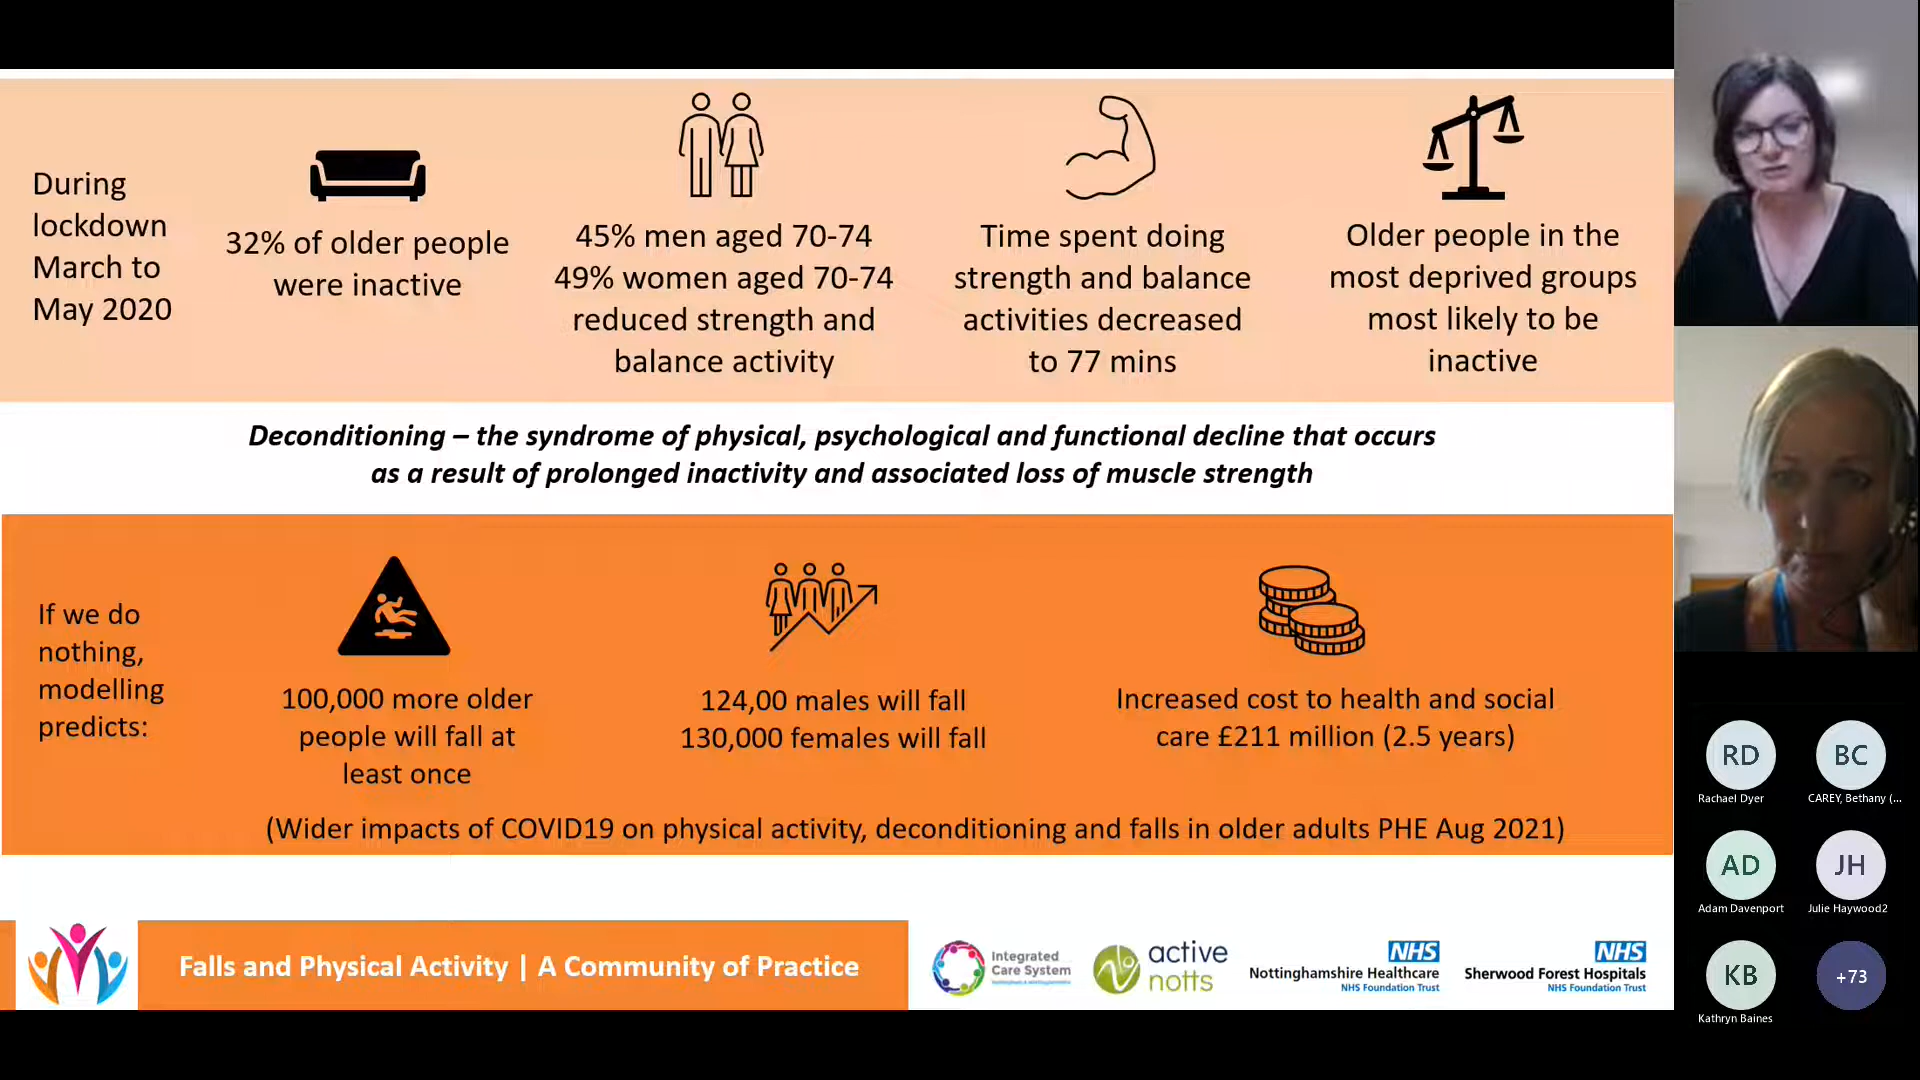 During
lockdown
March to
May 2020
32% of older people
were inactive
45% men aged 70-74
49% women aged 70-74
reduced strength and
balance activity
Time spent doing
strength and balance
activities decreased
to 77 mins
Older people in the
most deprived groups
most likely to be
inactive
Deconditioning – the syndrome of physical, psychological and functional decline that occurs
as a result of prolonged inactivity and associated loss of muscle strength
If we do
nothing,
modelling
predicts:
100,000 more older
people will fall at
least once
124,00 males will fall
130,000 females will fall
Increased cost to health and social
care £211 million (2.5 years)
(Wider impacts of COVID19 on physical activity, deconditioning and falls in older adults PHE Aug 2021)
Falls and Physical Activity | A Community of Practice
Integrated
Care System
active
notts
NHS
Nottinghamshire Healthcare
NHS Foundation Trust
NHS
Sherwood Forest Hospitals
NHS Foundation Trust
RD
Rachael Dyer
BC
CAREY, Bethany (...
AD
Adam Davenport
JH
Julie Haywood2
KB
Kathryn Baines
+73